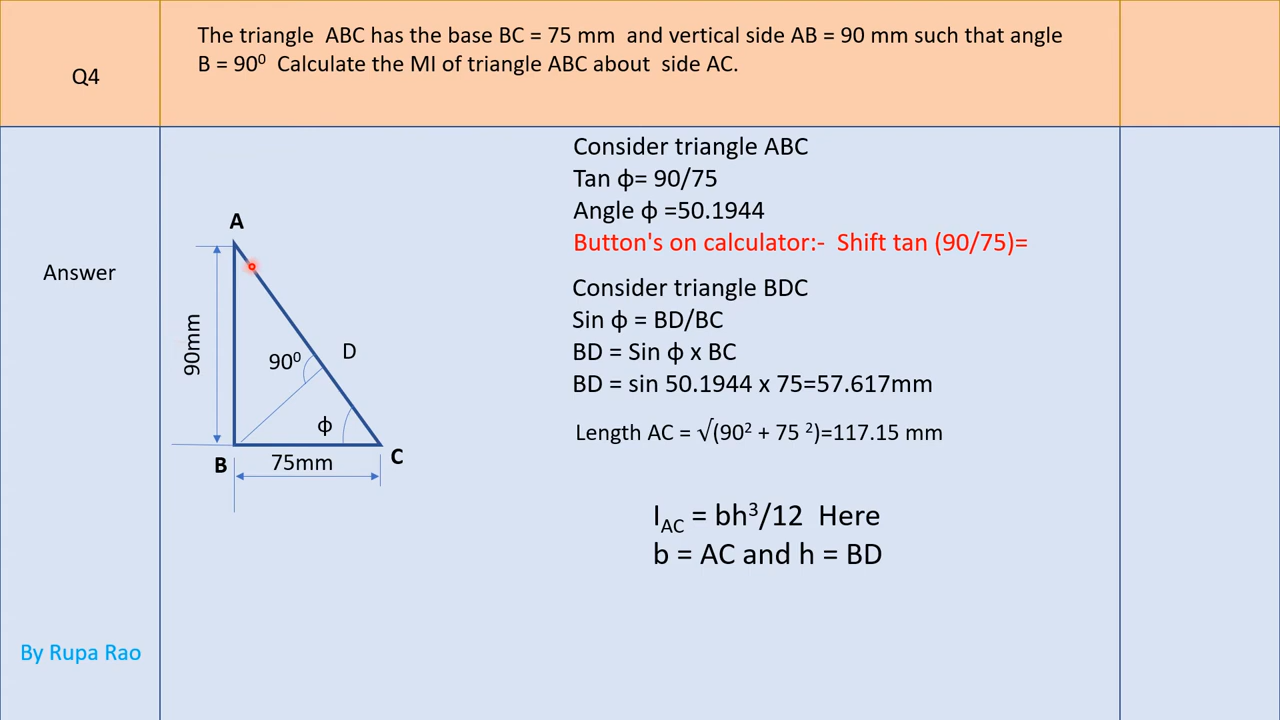 Q4
The triangle ABC has the base BC = 75 mm and vertical side AB = 90 mm such that angle
B = 90⁰ Calculate the MI of triangle ABC about side AC.
Answer
A
90mm
90⁰
D
ϕ
B
75mm
C
Consider triangle ABC
Tan ϕ= 90/75
Angle ϕ =50.1944
Button's on calculator:- Shift tan (90/75)=
Consider triangle BDC
Sin ϕ = BD/BC
BD = Sin ϕ x BC
BD = sin 50.1944 x 75=57.617mm
Length AC = √(90² + 75 ²)=117.15 mm
I_AC = bh³/12 Here
b = AC and h = BD
By Rupa Rao